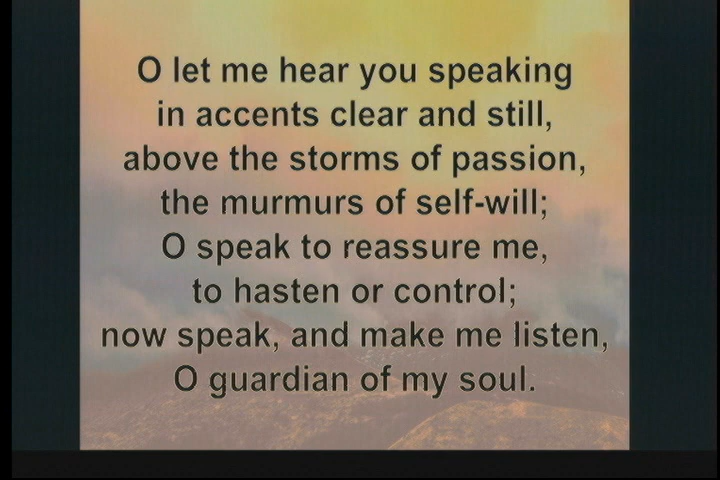 O let me hear you speaking
in accents clear and still,
above the storms of passion,
the murmurs of self-will;
O speak to reassure me,
to hasten or control;
now speak, and make me listen,
O guardian of my soul.